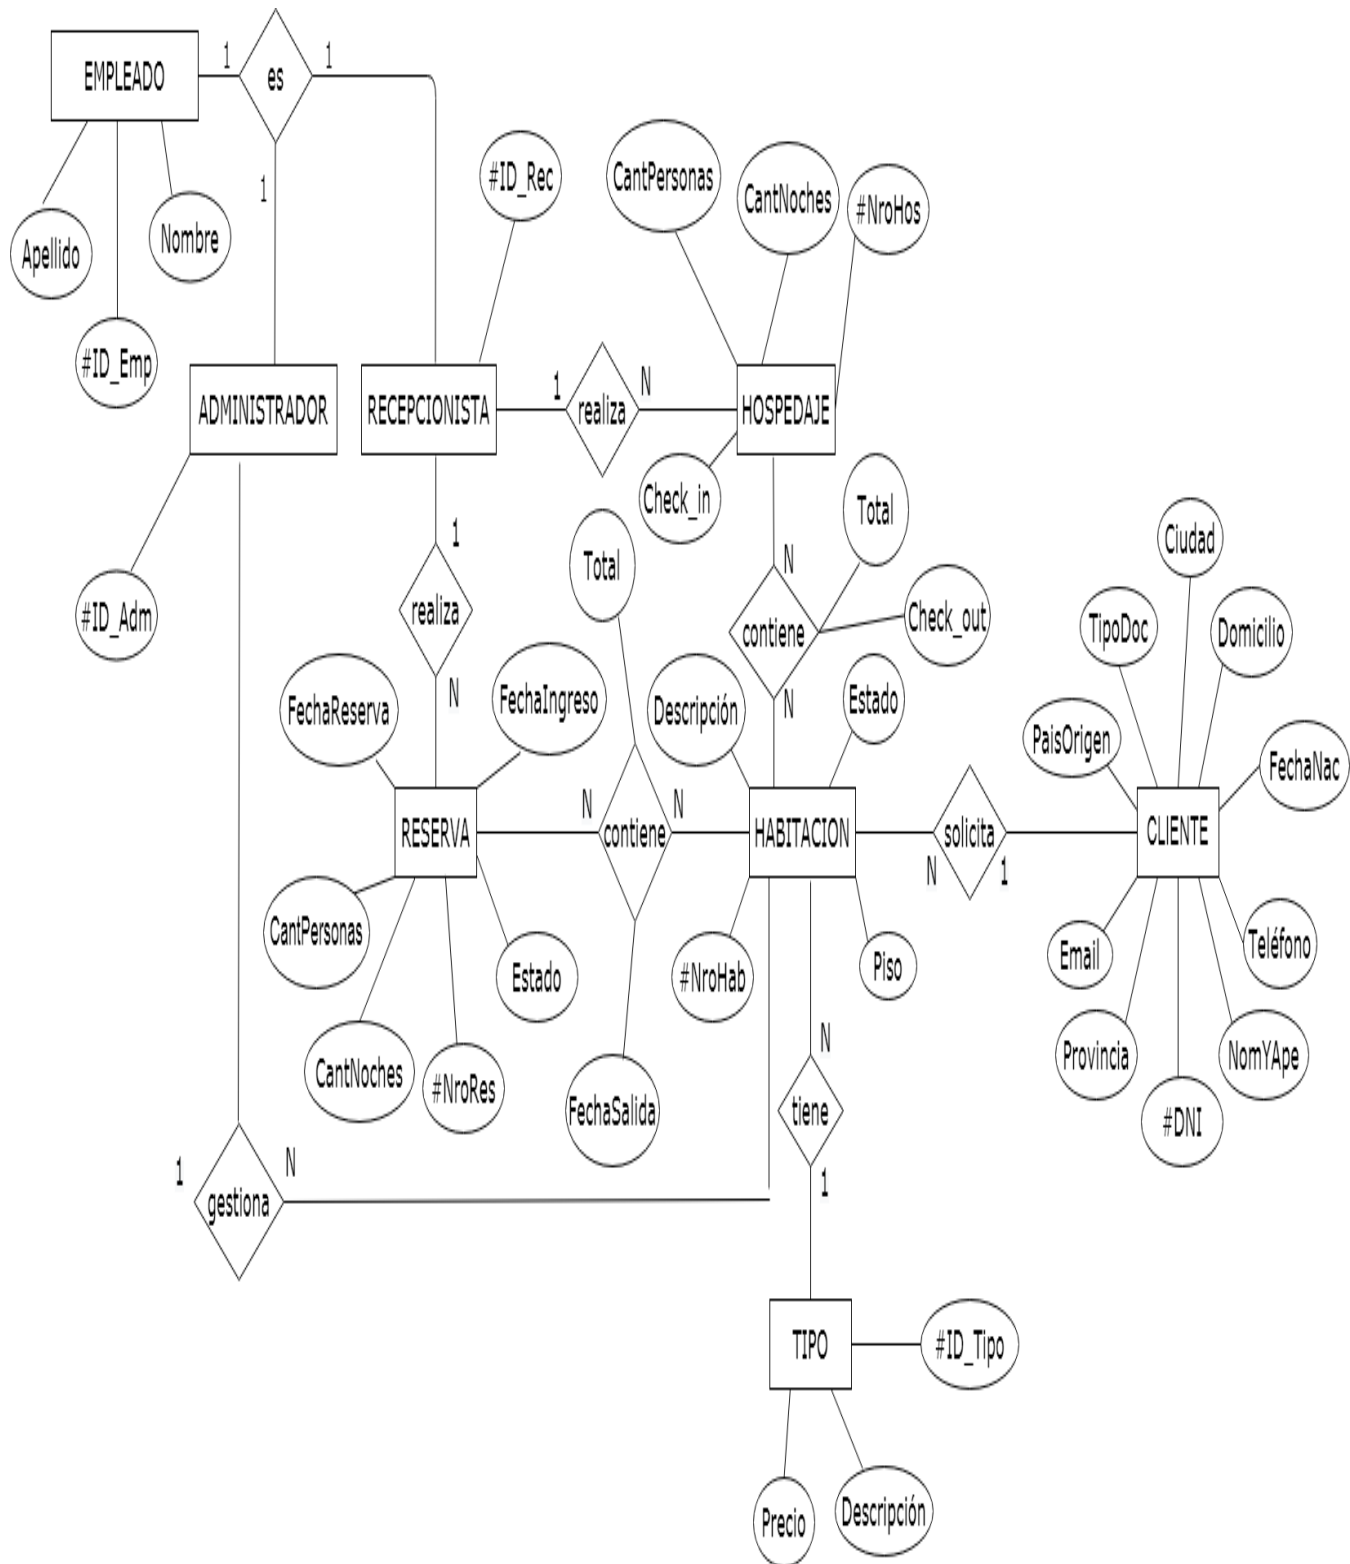 1
1
EMPLEADO
es
1
#ID_Rec
CantPersonas
CantNoches
#NroHos
Apellido
Nombre
#ID_Emp
ADMINISTRADOR
RECEPCIONISTA
1
realiza
N
HOSPEDAJE
Check_in
Total
Total
Ciudad
1
N
#ID_Adm
realiza
contiene
Check_out
TipoDoc
Domicilio
N
FechaReserva
FechaIngreso
Descripción
N
Estado
PaisOrigen
FechaNac
RESERVA
N
contiene
N
HABITACION
N
solicita
1
CLIENTE
CantPersonas
Estado
#NroHab
Piso
Email
Teléfono
CantNoches
#NroRes
N
Provincia
NomYApe
FechaSalida
tiene
#DNI
1
N
gestiona
1
TIPO
#ID_Tipo
Precio
Descripción